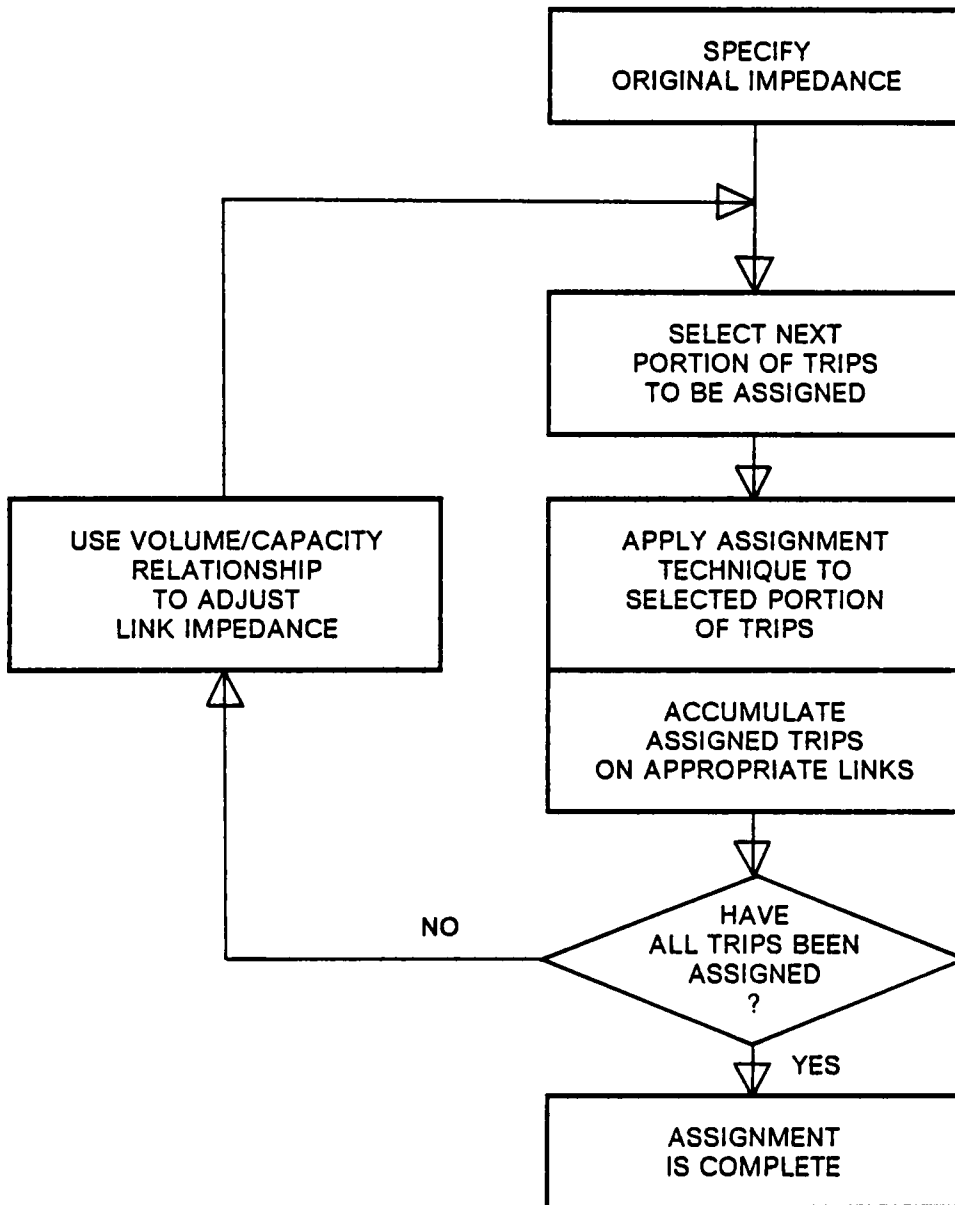 SPECIFY
ORIGINAL IMPEDANCE
SELECT NEXT
PORTION OF TRIPS
TO BE ASSIGNED
USE VOLUME/CAPACITY
RELATIONSHIP
TO ADJUST
LINK IMPEDANCE
APPLY ASSIGNMENT
TECHNIQUE TO
SELECTED PORTION
OF TRIPS
ACCUMULATE
ASSIGNED TRIPS
ON APPROPRIATE LINKS
NO
HAVE
ALL TRIPS BEEN
ASSIGNED
?
YES
ASSIGNMENT
IS COMPLETE